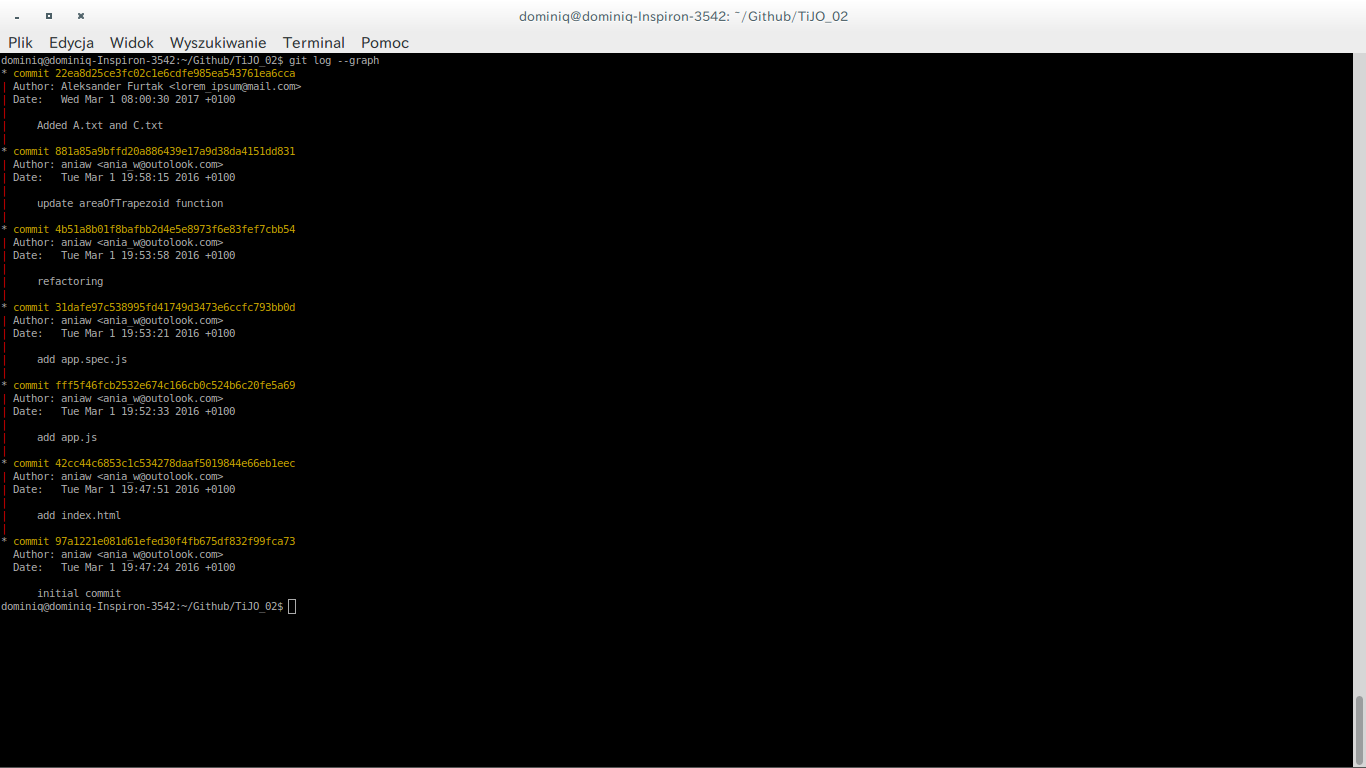 dominiq@dominiq-Inspiron-3542: ~/Github/TiJO_02
Plik Edycja Widok Wyszukiwanie Terminal Pomoc
dominiq@dominiq-Inspiron-3542:~/Github/TiJO_02$ git log --graph
* commit 22ea8d25ce3fc02c1e6cdfe985ea543761ea6cca
| Author: Aleksander Furtak <lorem_ipsum@mail.com>
| Date:   Wed Mar 1 08:00:30 2017 +0100
|
|     Added A.txt and C.txt
|
* commit 881a85a9bffd20a886439e17a9d38da4151dd831
| Author: aniaw <ania_w@outolook.com>
| Date:   Tue Mar 1 19:58:15 2016 +0100
|
|     update areaOfTrapezoid function
|
* commit 4b51a8b01f8bafbb2d4e5e8973f6e83fef7cbb54
| Author: aniaw <ania_w@outolook.com>
| Date:   Tue Mar 1 19:53:58 2016 +0100
|
|     refactoring
|
* commit 31dafe97c538995fd41749d3473e6ccfc793bb0d
| Author: aniaw <ania_w@outolook.com>
| Date:   Tue Mar 1 19:53:21 2016 +0100
|
|     add app.spec.js
|
* commit fff5f46fcb2532e674c166cb0c524b6c20fe5a69
| Author: aniaw <ania_w@outolook.com>
| Date:   Tue Mar 1 19:52:33 2016 +0100
|
|     add app.js
|
* commit 42cc44c6853c1c534278daaf5019844e66eb1eec
| Author: aniaw <ania_w@outolook.com>
| Date:   Tue Mar 1 19:47:51 2016 +0100
|
|     add index.html
|
* commit 97a1221e081d61efed30f4fb675df832f99fca73
  Author: aniaw <ania_w@outolook.com>
  Date:   Tue Mar 1 19:47:24 2016 +0100

      initial commit
dominiq@dominiq-Inspiron-3542:~/Github/TiJO_02$